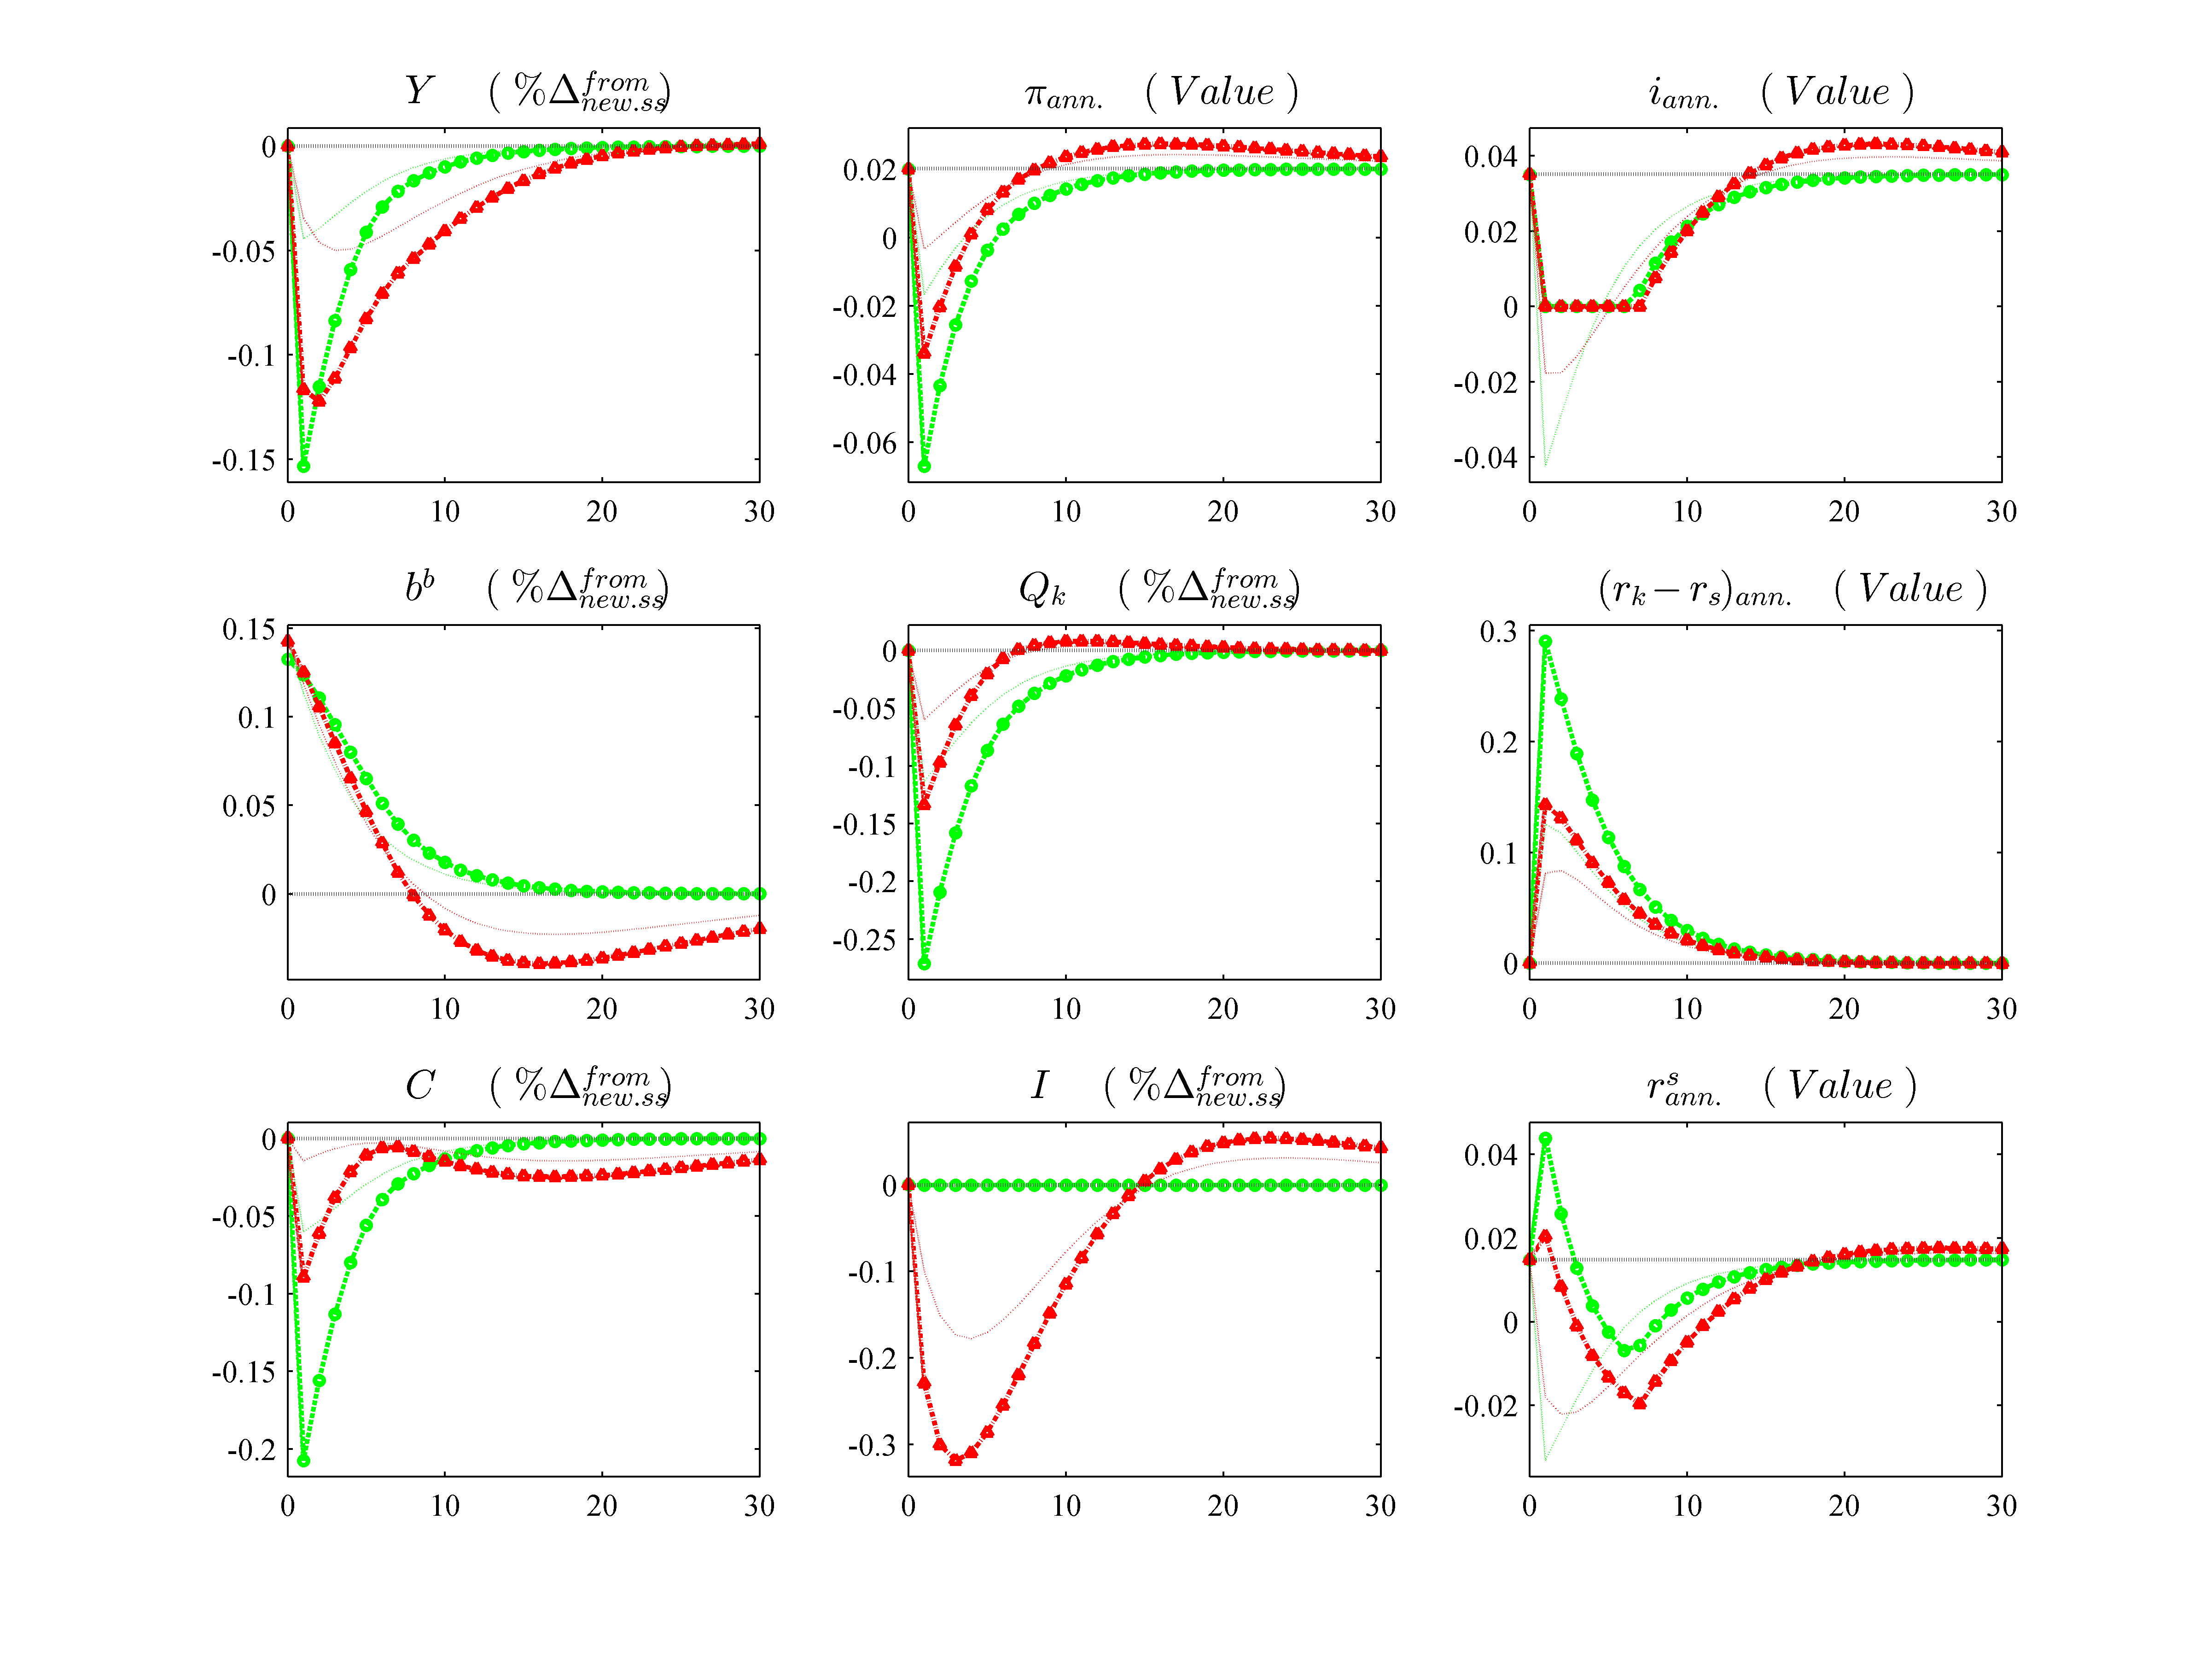 Y ( %Δ^{from}_{new.ss} )
0
-0.05
-0.1
-0.15
0 10 20 30
π_{ann.} ( Value )
0.02
0
-0.02
-0.04
-0.06
0 10 20 30
i_{ann.} ( Value )
0.04
0.02
0
-0.02
-0.04
0 10 20 30
b^b ( %Δ^{from}_{new.ss} )
0.15
0.1
0.05
0
0 10 20 30
Q_k ( %Δ^{from}_{new.ss} )
0
-0.05
-0.1
-0.15
-0.2
-0.25
0 10 20 30
(r_k − r_s)_{ann.} ( Value )
0.3
0.2
0.1
0
0 10 20 30
C ( %Δ^{from}_{new.ss} )
0
-0.05
-0.1
-0.15
-0.2
0 10 20 30
I ( %Δ^{from}_{new.ss} )
0
-0.1
-0.2
-0.3
0 10 20 30
r^s_{ann.} ( Value )
0.04
0.02
0
-0.02
0 10 20 30